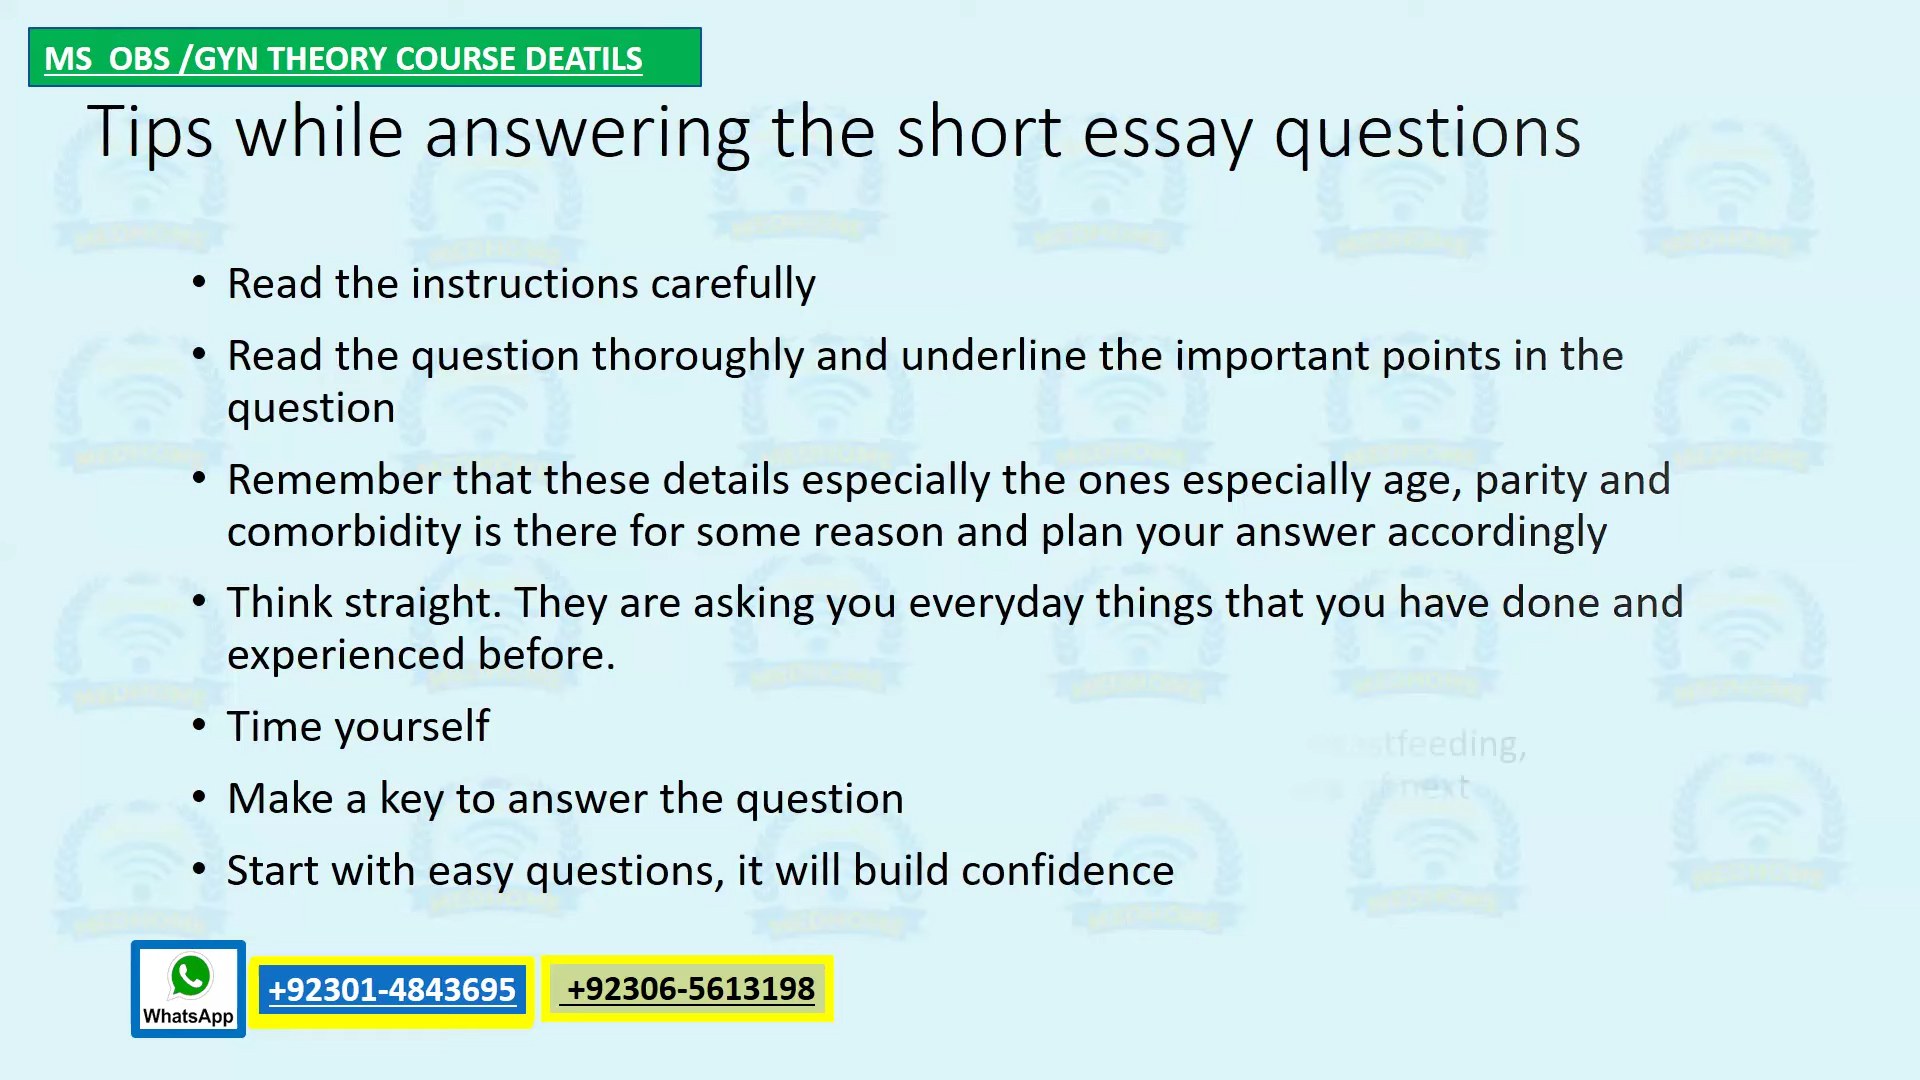 MS OBS /GYN THEORY COURSE DEATILS
Tips while answering the short essay questions
• Read the instructions carefully
• Read the question thoroughly and underline the important points in the
question
• Remember that these details especially the ones especially age, parity and
comorbidity is there for some reason and plan your answer accordingly
• Think straight. They are asking you everyday things that you have done and
experienced before.
• Time yourself
• Make a key to answer the question
• Start with easy questions, it will build confidence
WhatsApp
+92301-4843695
+92306-5613198